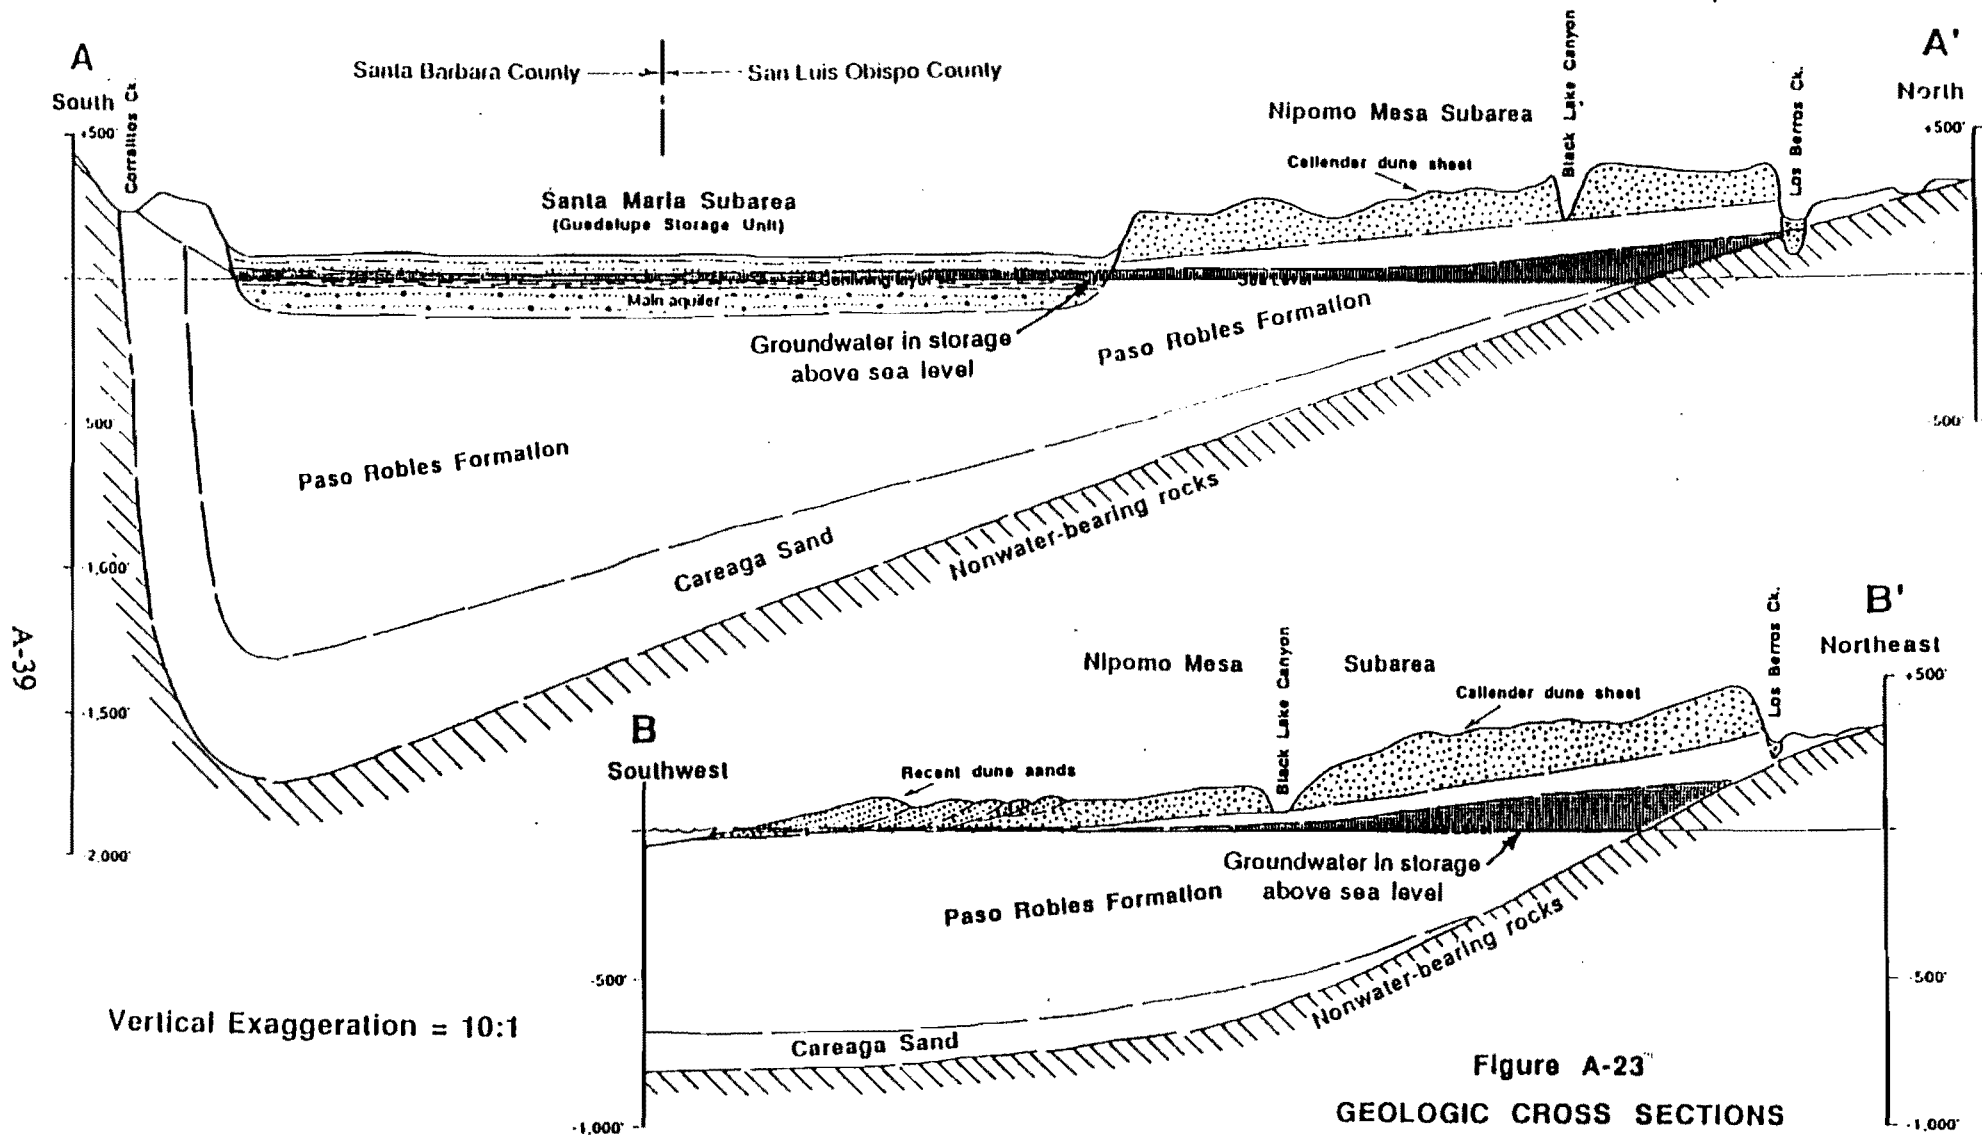 A
A'
South
Corralitos Ck.
Santa Barbara County
San Luis Obispo County
Nipomo Mesa Subarea
Black Lake Canyon
Los Berros Ck.
North
+500'
+500'
Callender dune sheet
Santa Maria Subarea
(Guadalupe Storage Unit)
Confining layer
Sea Level
Main aquifer
Groundwater in storage
above sea level
Paso Robles Formation
500'
500'
Paso Robles Formation
Careaga Sand
Nonwater-bearing rocks
-1,000'
-1,500'
-2,000'
A-39
B
B'
Southwest
Northeast
Nipomo Mesa Subarea
Black Lake Canyon
Los Berros Ck.
+500'
Callender dune sheet
Recent dune sands
Groundwater in storage
above sea level
Paso Robles Formation
Nonwater-bearing rocks
-500'
-500'
Careaga Sand
-1,000'
-1,000'
Vertical Exaggeration = 10:1
Figure A-23
GEOLOGIC CROSS SECTIONS